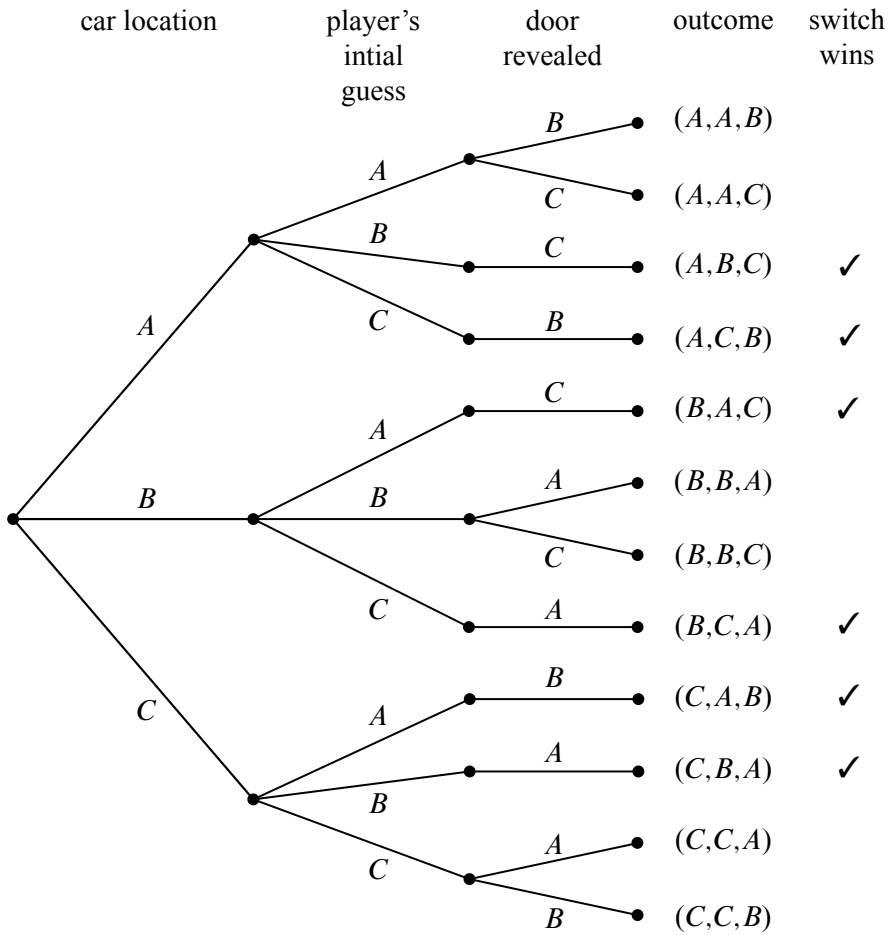 car location
player's
intial
guess
door
revealed
outcome
switch
wins
B
(A,A,B)
A
C
(A,A,C)
B
C
(A,B,C) ✓
A
C
B
(A,C,B) ✓
C
(B,A,C) ✓
A
A
(B,B,A)
B
B
C
(B,B,C)
C
A
(B,C,A) ✓
B
(C,A,B) ✓
C
A
A
(C,B,A) ✓
B
A
(C,C,A)
C
B
(C,C,B)